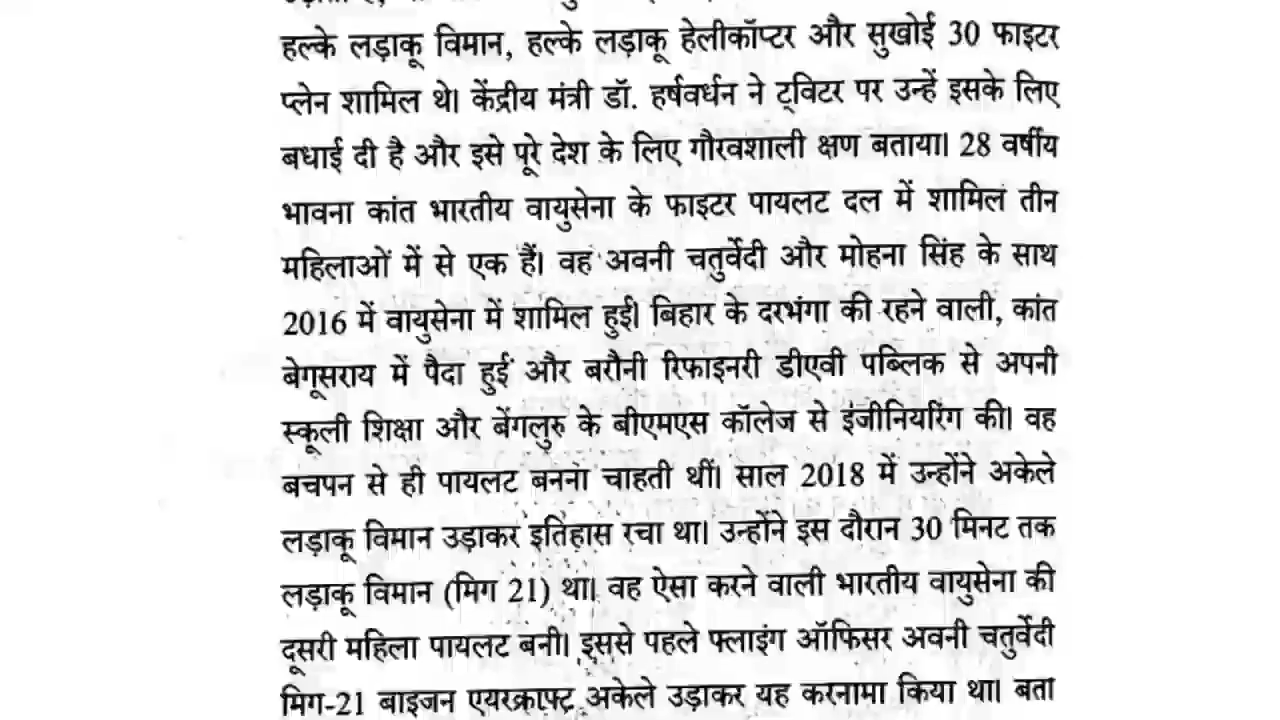 हल्के लड़ाकू विमान, हल्के लड़ाकू हेलीकॉप्टर और सुखोई 30 फाइटर
प्लेन शामिल थे। केंद्रीय मंत्री डॉ. हर्षवर्धन ने ट्विटर पर उन्हें इसके लिए
बधाई दी है और इसे पूरे देश के लिए गौरवशाली क्षण बताया। 28 वर्षीय
भावना कांत भारतीय वायुसेना के फाइटर पायलट दल में शामिल तीन
महिलाओं में से एक हैं। वह अवनी चतुर्वेदी और मोहना सिंह के साथ
2016 में वायुसेना में शामिल हुई। बिहार के दरभंगा की रहने वाली, कांत
बेगूसराय में पैदा हुईं और बरौनी रिफाइनरी डीएवी पब्लिक से अपनी
स्कूली शिक्षा और बेंगलुरु के बीएमएस कॉलेज से इंजीनियरिंग की। वह
बचपन से ही पायलट बनना चाहती थीं। साल 2018 में उन्होंने अकेले
लड़ाकू विमान उड़ाकर इतिहास रचा था। उन्होंने इस दौरान 30 मिनट तक
लड़ाकू विमान (मिग 21) था। वह ऐसा करने वाली भारतीय वायुसेना की
दूसरी महिला पायलट बनी। इससे पहले फ्लाइंग ऑफिसर अवनी चतुर्वेदी
मिग-21 बाइजन एयरक्राफ्ट अकेले उड़ाकर यह करनामा किया था। बता